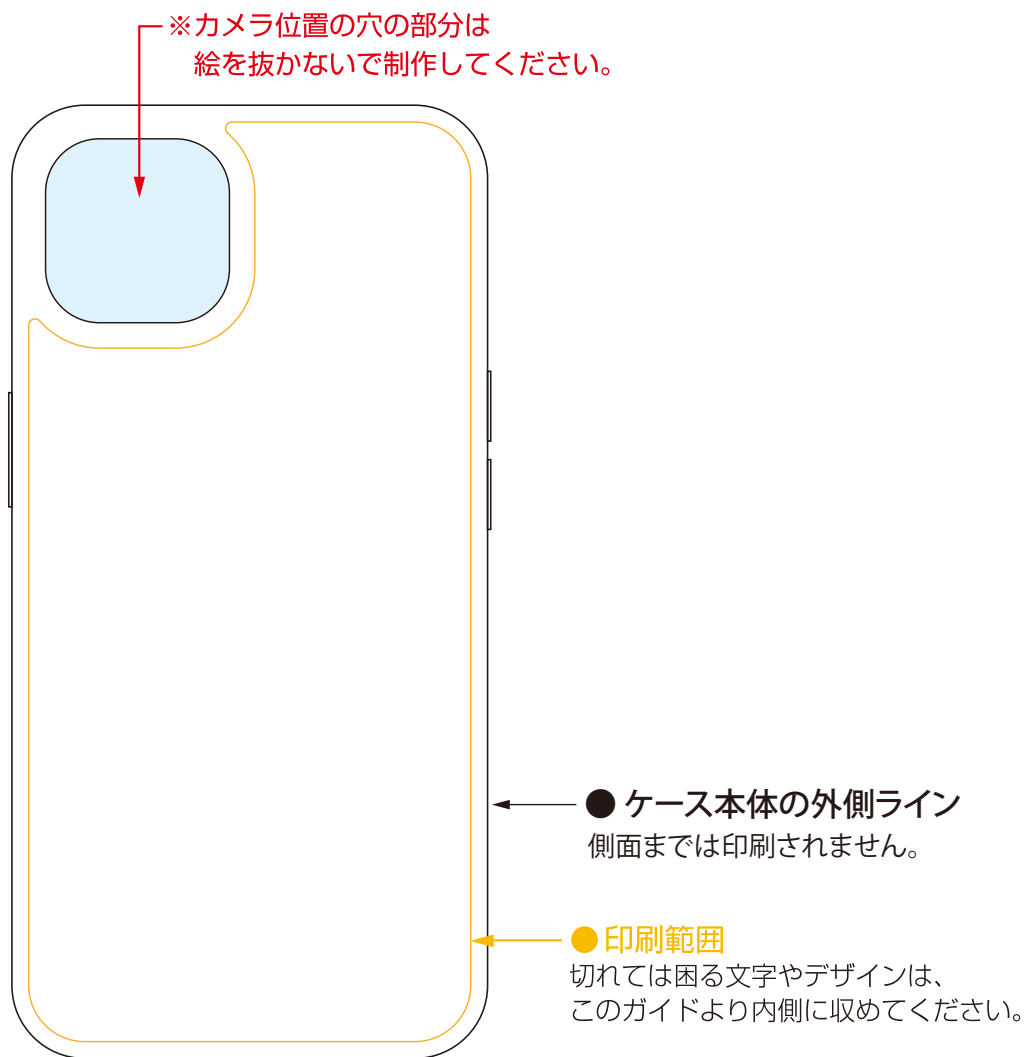 ※カメラ位置の穴の部分は
絵を抜かないで制作してください。
● ケース本体の外側ライン
側面までは印刷されません。
● 印刷範囲
切れては困る文字やデザインは、
このガイドより内側に収めてください。